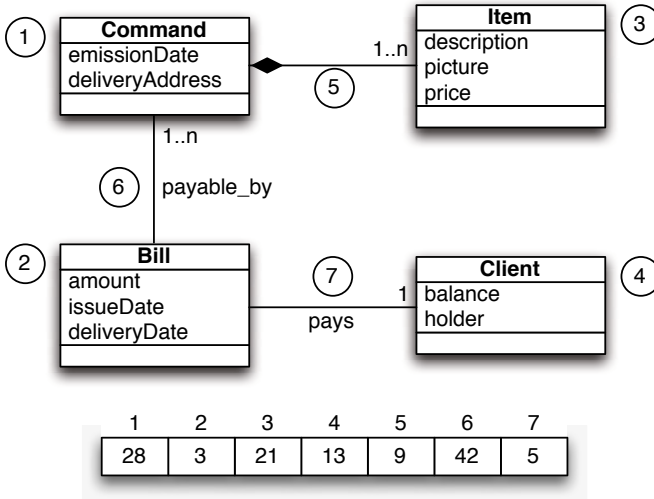 1
Command
emissionDate
deliveryAddress
1..n
5
Item
description
picture
price
3
1..n
6
payable_by
2
Bill
amount
issueDate
deliveryDate
7
1
pays
Client
balance
holder
4
1 2 3 4 5 6 7
28 3 21 13 9 42 5